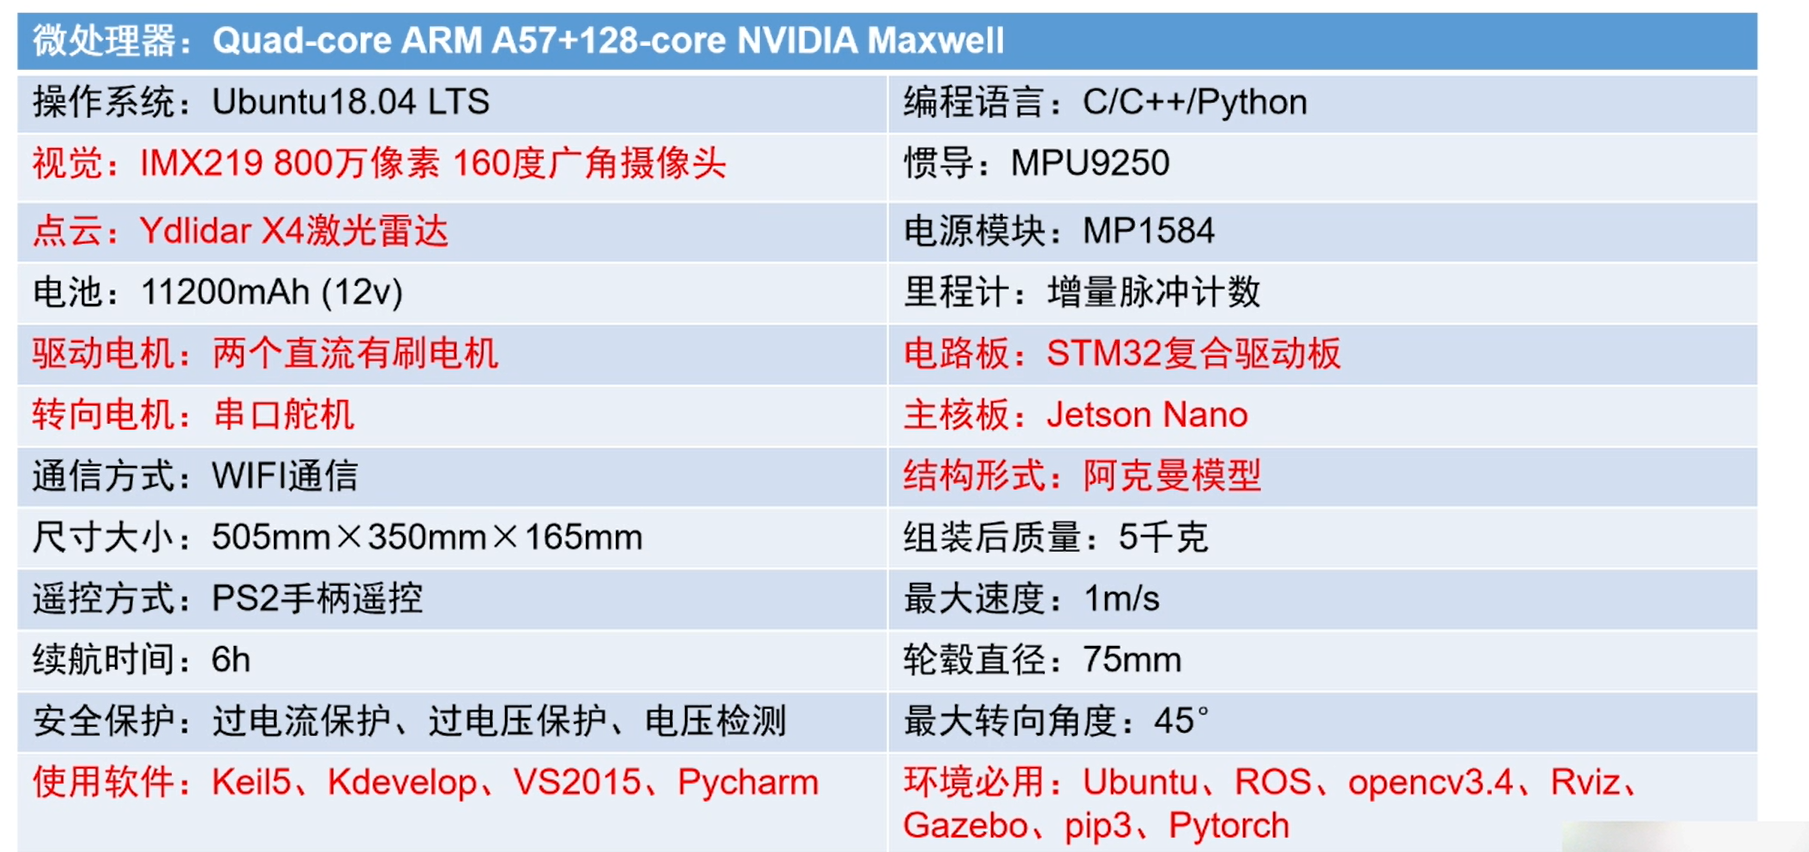 微处理器：Quad-core ARM A57+128-core NVIDIA Maxwell
操作系统：Ubuntu18.04 LTS
编程语言：C/C++/Python
视觉：IMX219 800万像素 160度广角摄像头
惯导：MPU9250
点云：Ydlidar X4激光雷达
电源模块：MP1584
电池：11200mAh (12v)
里程计：增量脉冲计数
驱动电机：两个直流有刷电机
电路板：STM32复合驱动板
转向电机：串口舵机
主核板：Jetson Nano
通信方式：WIFI通信
结构形式：阿克曼模型
尺寸大小：505mm×350mm×165mm
组装后质量：5千克
遥控方式：PS2手柄遥控
最大速度：1m/s
续航时间：6h
轮毂直径：75mm
安全保护：过电流保护、过电压保护、电压检测
最大转向角度：45°
使用软件：Keil5、Kdevelop、VS2015、Pycharm
环境必用：Ubuntu、ROS、opencv3.4、Rviz、
Gazebo、pip3、Pytorch